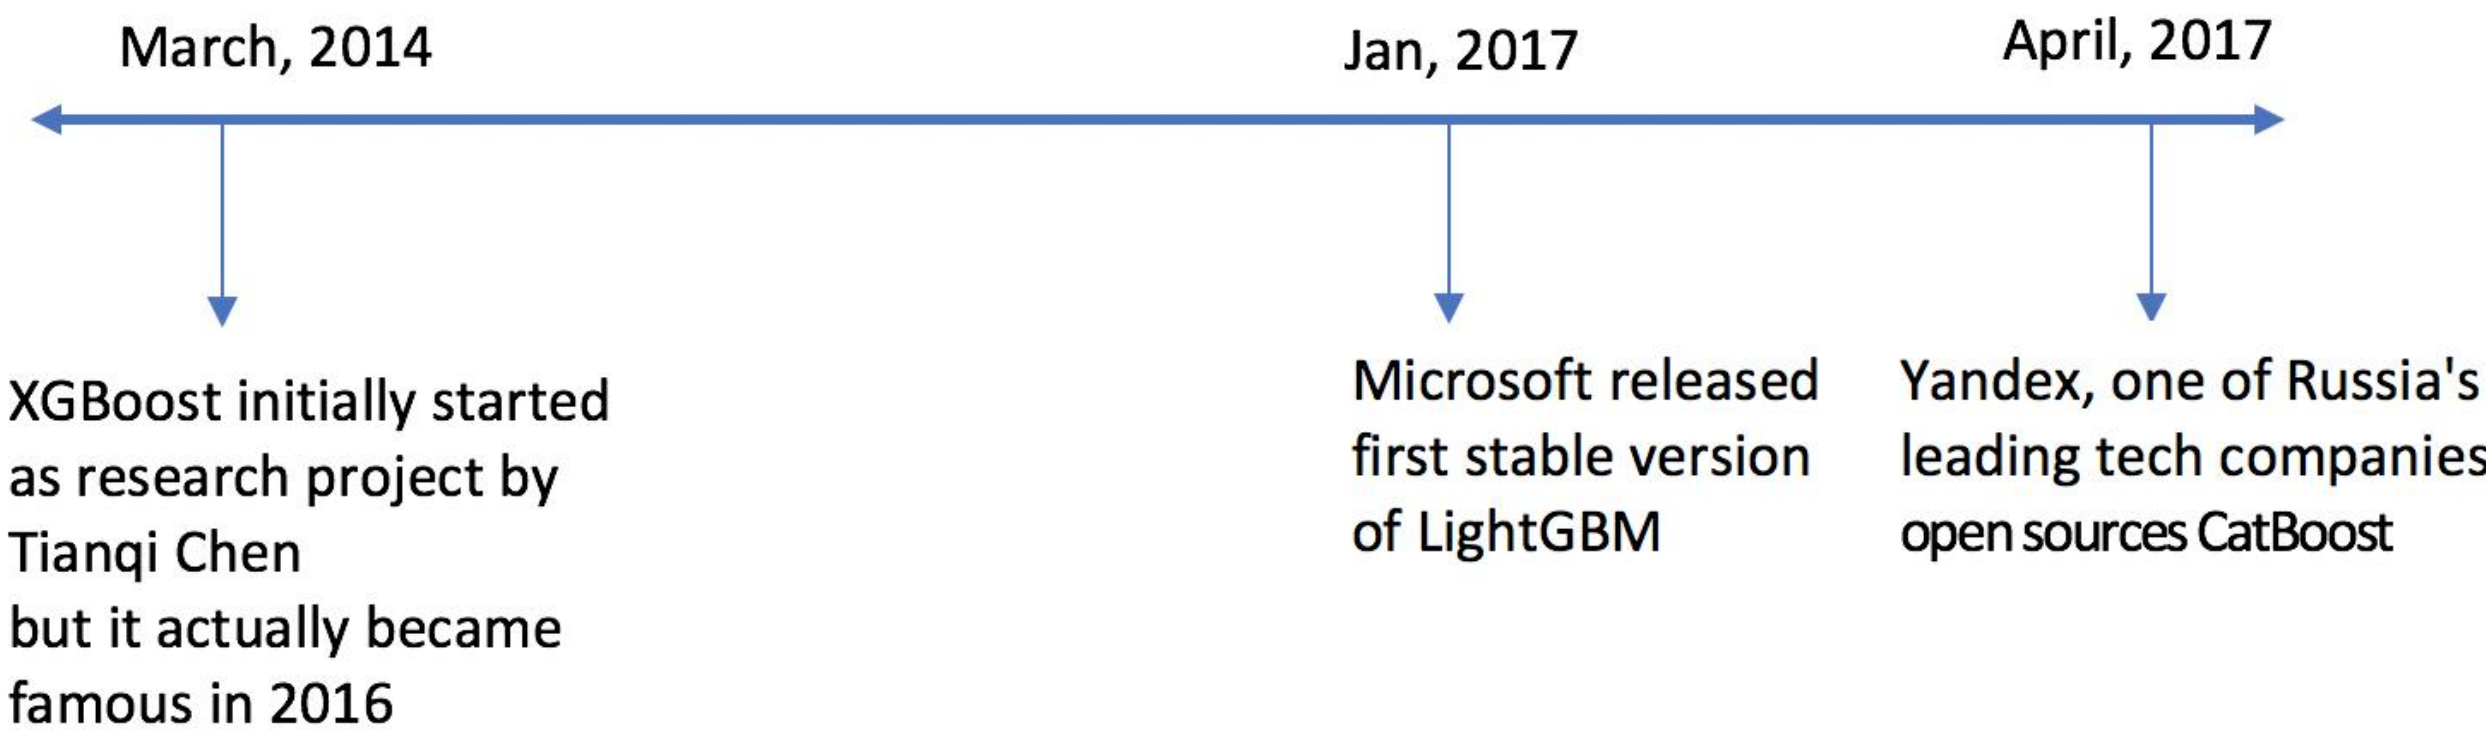 March, 2014
Jan, 2017
April, 2017
XGBoost initially started
as research project by
Tianqi Chen
but it actually became
famous in 2016
Microsoft released
first stable version
of LightGBM
Yandex, one of Russia's
leading tech companies
open sources CatBoost